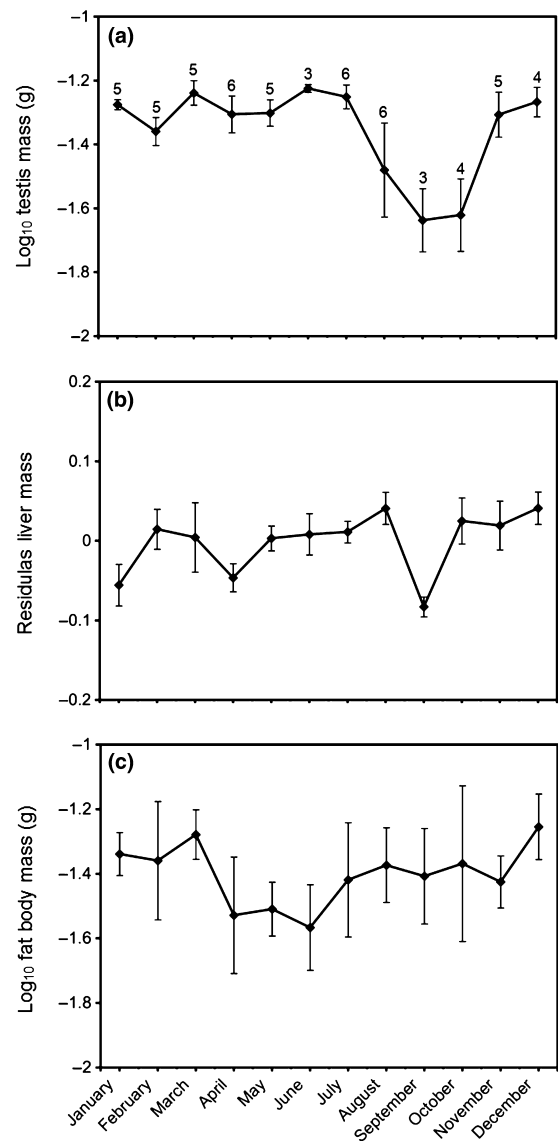 (a)
−1
−1.2
−1.4
−1.6
−1.8
−2
Log10 testis mass (g)
5 5 5 6 5 3 6 6 3 4 5 4
(b)
0.2
0.1
0
−0.1
−0.2
Residulas liver mass
(c)
−1
−1.2
−1.4
−1.6
−1.8
−2
Log10 fat body mass (g)
January February March April May June July August September October November December